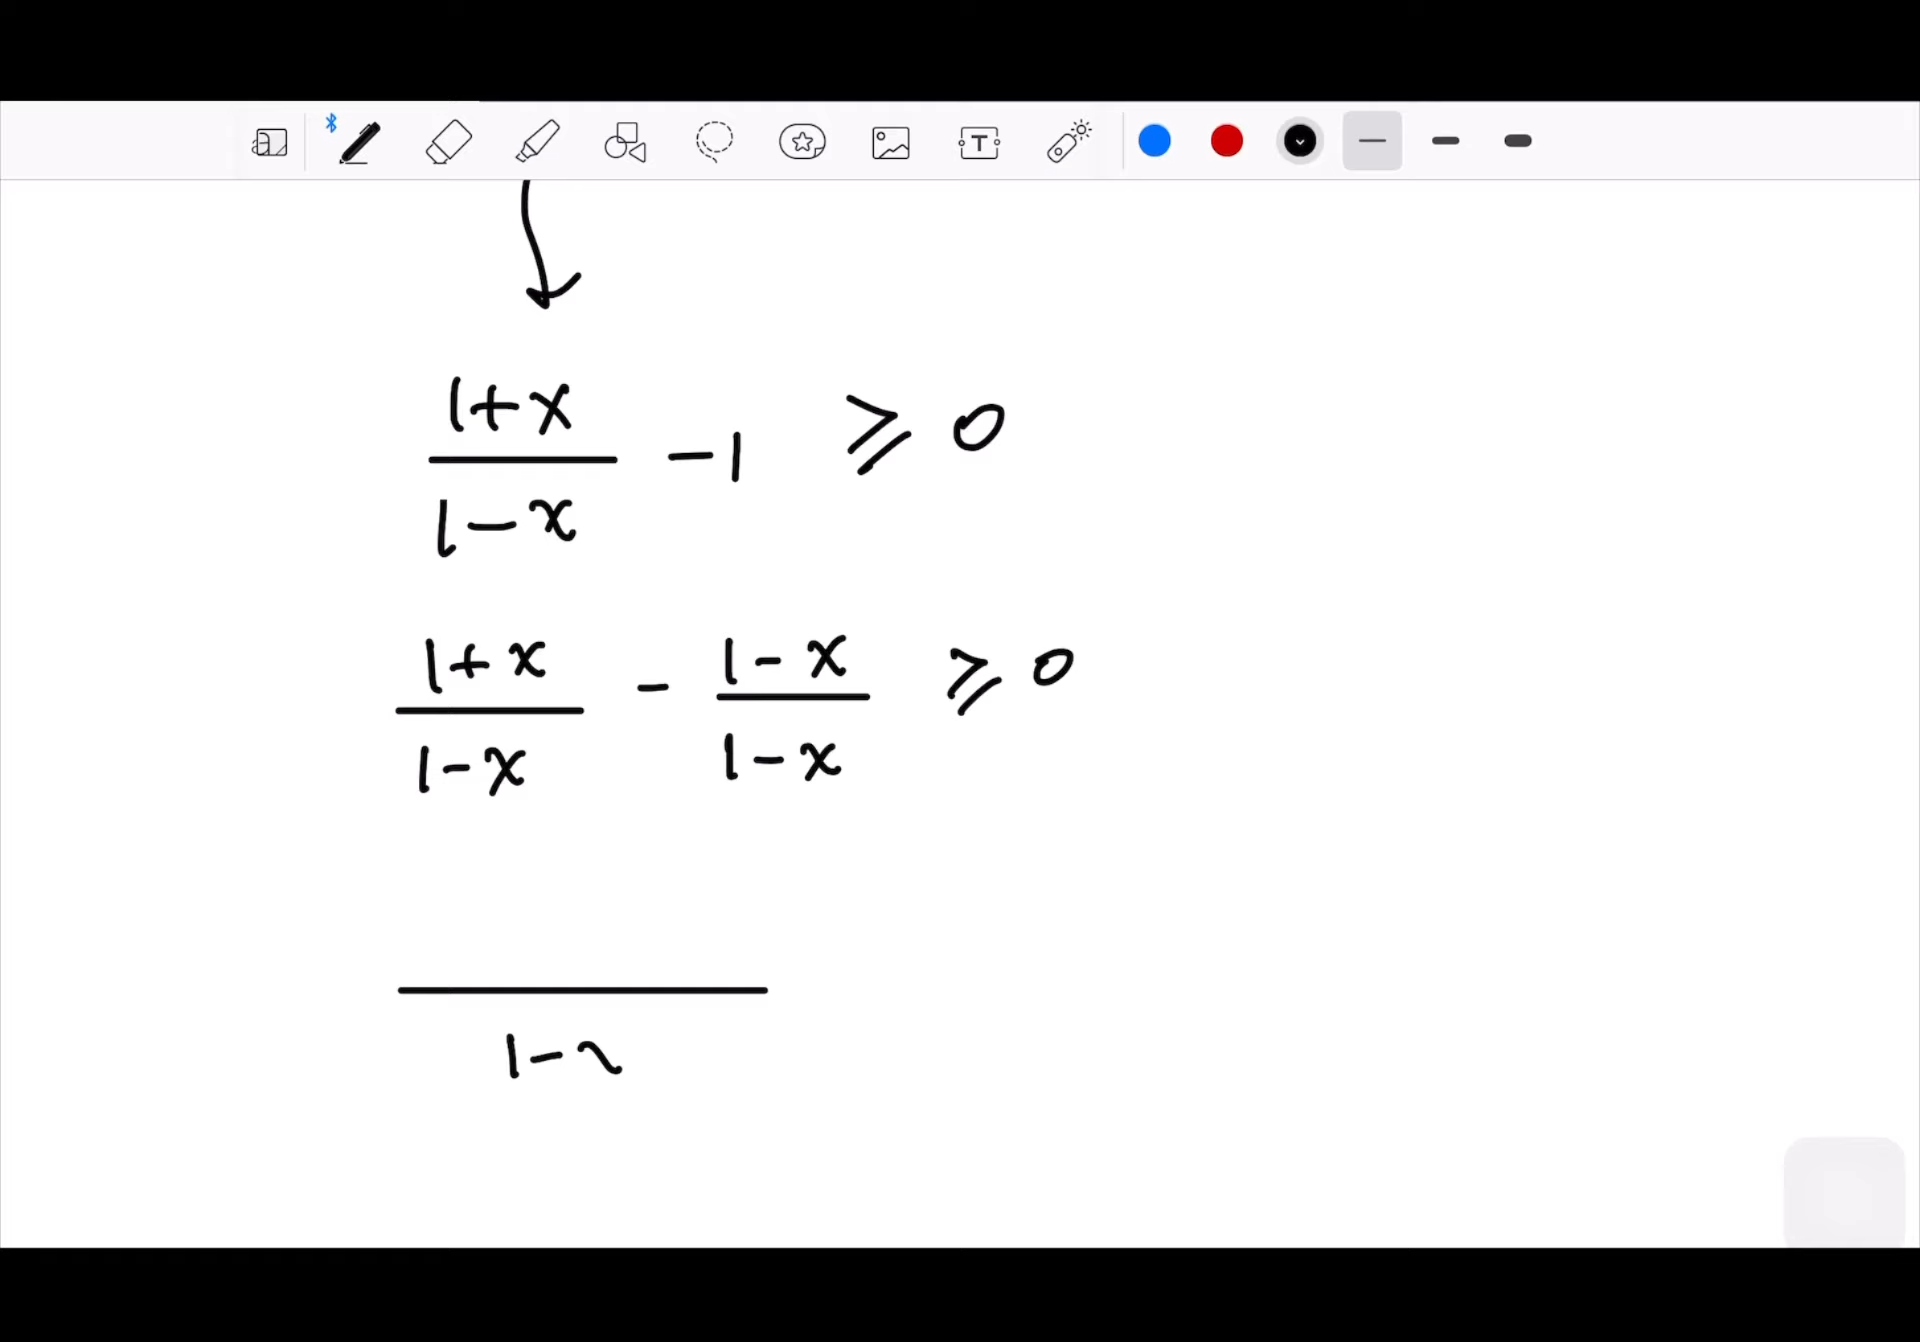 (1+x)/(1-x) -1 ≥ 0
(1+x)/(1-x) - (1-x)/(1-x) ≥ 0
1-